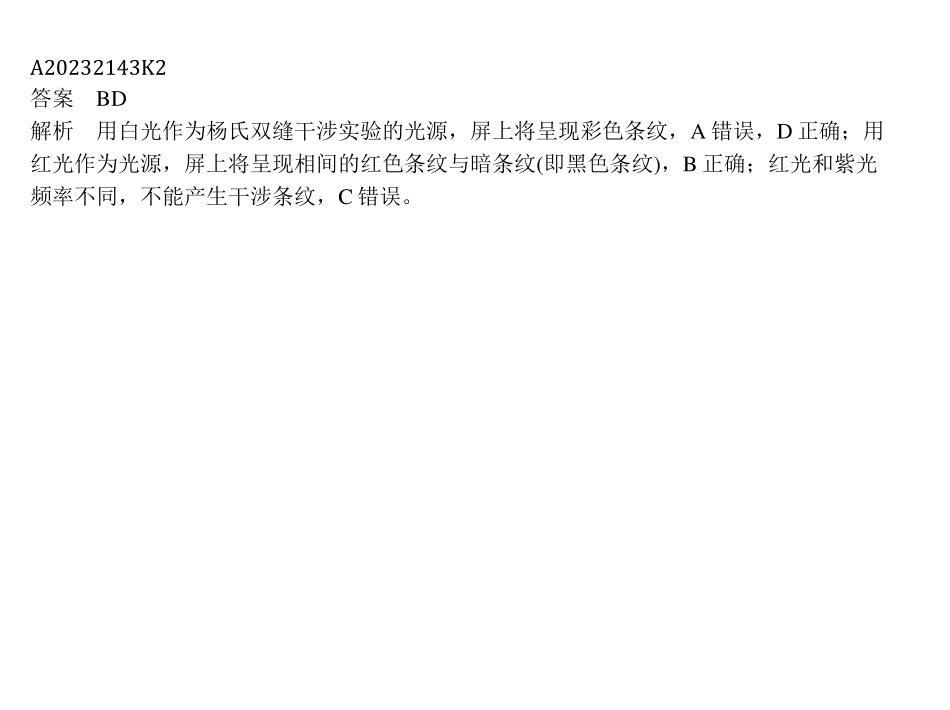 A20232143K2
答案 BD
解析 用白光作为杨氏双缝干涉实验的光源，屏上将呈现彩色条纹，A 错误，D 正确；用
红光作为光源，屏上将呈现相间的红色条纹与暗条纹(即黑色条纹)，B 正确；红光和紫光
频率不同，不能产生干涉条纹，C 错误。